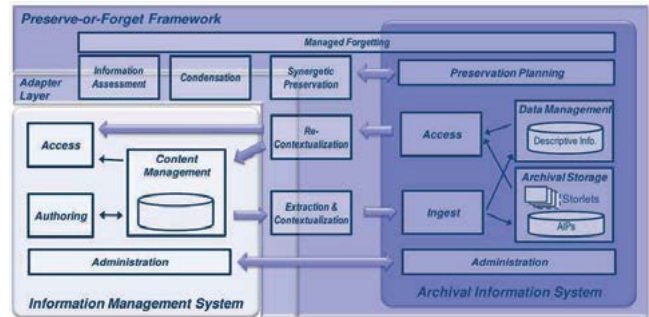 Preserve-or-Forget Framework
Managed Forgetting
Adapter
Layer
Information
Assessment
Condensation
Synergetic
Preservation
Preservation Planning
Access
Content
Management
Authoring
Administration
Information Management System
Re-
Contextualization
Extraction &
Contextualization
Access
Ingest
Data Management
Descriptive Info.
Archival Storage
Storlets
AIPs
Administration
Archival Information System